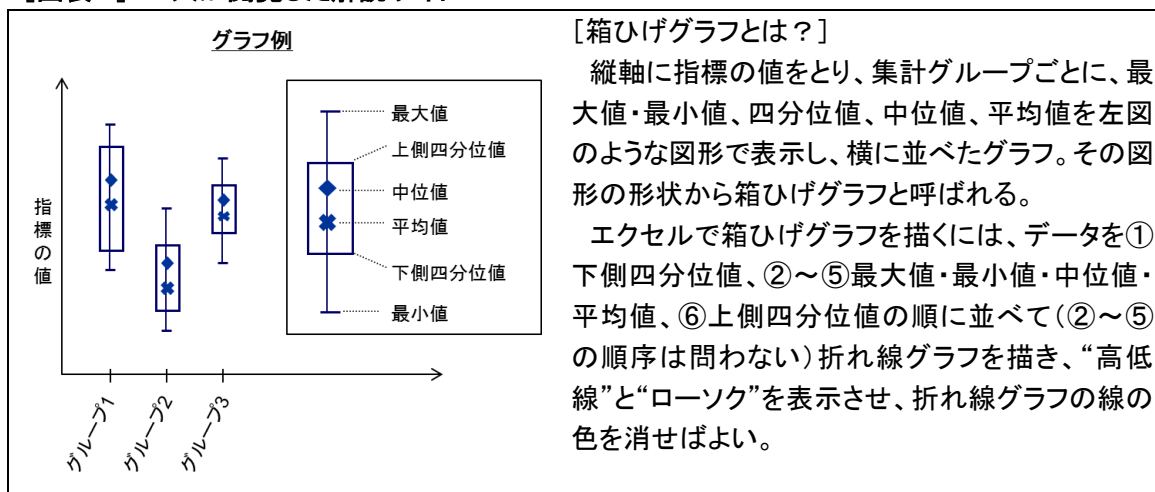 グラフ例
指標の値
グループ1
グループ2
グループ3
最大値
上側四分位値
中位値
平均値
下側四分位値
最小値
[箱ひげグラフとは？]
縦軸に指標の値をとり、集計グループごとに、最
大値・最小値、四分位値、中位値、平均値を左図
のような図形で表示し、横に並べたグラフ。その図
形の形状から箱ひげグラフと呼ばれる。
エクセルで箱ひげグラフを描くには、データを①
下側四分位値、②～⑤最大値・最小値・中位値・
平均値、⑥上側四分位値の順に並べて（②～⑤
の順序は問わない）折れ線グラフを描き、“高低
線”と“ローソク”を表示させ、折れ線グラフの線の
色を消せばよい。